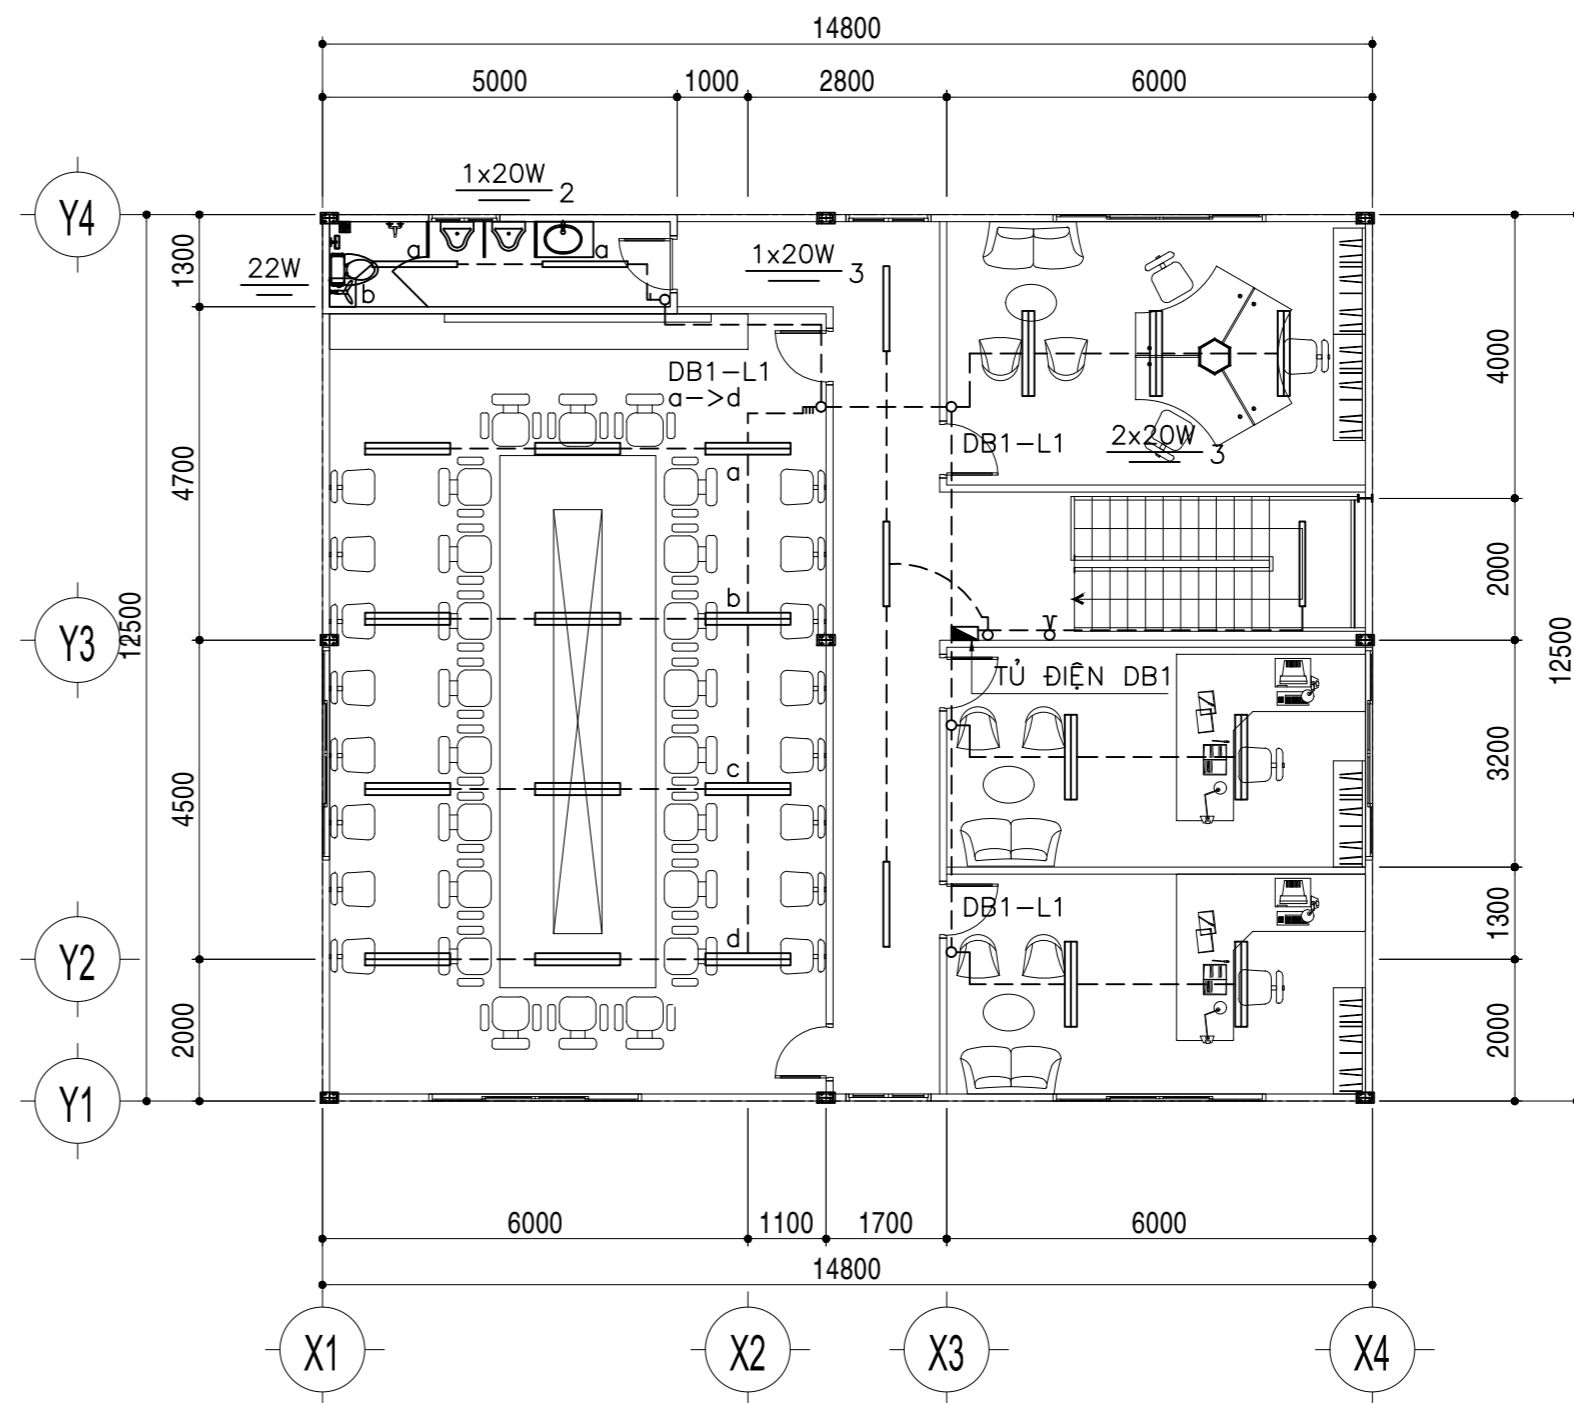 14800
5000 1000 2800 6000
1x20W 2
Y4
1300
22W
a a
b
1x20W 3
4000
DB1-L1
a->d
DB1-L1
2x20W 3
4700
a
2000
b
Y3
12500
12500
TỦ ĐIỆN DB1
3200
4500
c
DB1-L1
1300
d
Y2
2000
2000
Y1
6000 1100 1700 6000
14800
X1 X2 X3 X4